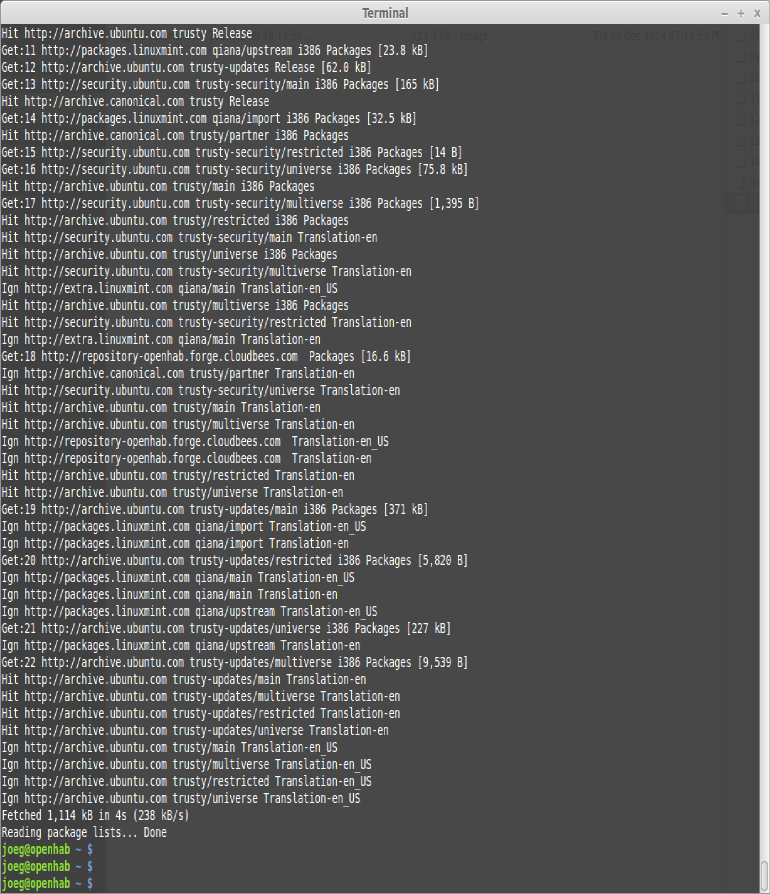 Terminal
Hit http://archive.ubuntu.com trusty Release
Get:11 http://packages.linuxmint.com qiana/upstream i386 Packages [23.8 kB]
Get:12 http://archive.ubuntu.com trusty-updates Release [62.0 kB]
Get:13 http://security.ubuntu.com trusty-security/main i386 Packages [165 kB]
Hit http://archive.canonical.com trusty Release
Get:14 http://packages.linuxmint.com qiana/import i386 Packages [32.5 kB]
Hit http://archive.canonical.com trusty/partner i386 Packages
Get:15 http://security.ubuntu.com trusty-security/restricted i386 Packages [14 B]
Get:16 http://security.ubuntu.com trusty-security/universe i386 Packages [75.8 kB]
Hit http://archive.ubuntu.com trusty/main i386 Packages
Get:17 http://security.ubuntu.com trusty-security/multiverse i386 Packages [1,395 B]
Hit http://archive.ubuntu.com trusty/restricted i386 Packages
Hit http://security.ubuntu.com trusty-security/main Translation-en
Hit http://archive.ubuntu.com trusty/universe i386 Packages
Hit http://security.ubuntu.com trusty-security/multiverse Translation-en
Ign http://extra.linuxmint.com qiana/main Translation-en_US
Hit http://archive.ubuntu.com trusty/multiverse i386 Packages
Hit http://security.ubuntu.com trusty-security/restricted Translation-en
Ign http://extra.linuxmint.com qiana/main Translation-en
Get:18 http://repository-openhab.forge.cloudbees.com  Packages [16.6 kB]
Ign http://archive.canonical.com trusty/partner Translation-en
Hit http://security.ubuntu.com trusty-security/universe Translation-en
Hit http://archive.ubuntu.com trusty/main Translation-en
Hit http://archive.ubuntu.com trusty/multiverse Translation-en
Ign http://repository-openhab.forge.cloudbees.com  Translation-en_US
Ign http://repository-openhab.forge.cloudbees.com  Translation-en
Hit http://archive.ubuntu.com trusty/restricted Translation-en
Hit http://archive.ubuntu.com trusty/universe Translation-en
Get:19 http://archive.ubuntu.com trusty-updates/main i386 Packages [371 kB]
Ign http://packages.linuxmint.com qiana/import Translation-en_US
Ign http://packages.linuxmint.com qiana/import Translation-en
Get:20 http://archive.ubuntu.com trusty-updates/restricted i386 Packages [5,820 B]
Ign http://packages.linuxmint.com qiana/main Translation-en_US
Ign http://packages.linuxmint.com qiana/main Translation-en
Ign http://packages.linuxmint.com qiana/upstream Translation-en_US
Get:21 http://archive.ubuntu.com trusty-updates/universe i386 Packages [227 kB]
Ign http://packages.linuxmint.com qiana/upstream Translation-en
Get:22 http://archive.ubuntu.com trusty-updates/multiverse i386 Packages [9,539 B]
Hit http://archive.ubuntu.com trusty-updates/main Translation-en
Hit http://archive.ubuntu.com trusty-updates/multiverse Translation-en
Hit http://archive.ubuntu.com trusty-updates/restricted Translation-en
Hit http://archive.ubuntu.com trusty-updates/universe Translation-en
Ign http://archive.ubuntu.com trusty/main Translation-en_US
Ign http://archive.ubuntu.com trusty/multiverse Translation-en_US
Ign http://archive.ubuntu.com trusty/restricted Translation-en_US
Ign http://archive.ubuntu.com trusty/universe Translation-en_US
Fetched 1,114 kB in 4s (238 kB/s)
Reading package lists... Done
joeg@openhab ~ $
joeg@openhab ~ $
joeg@openhab ~ $